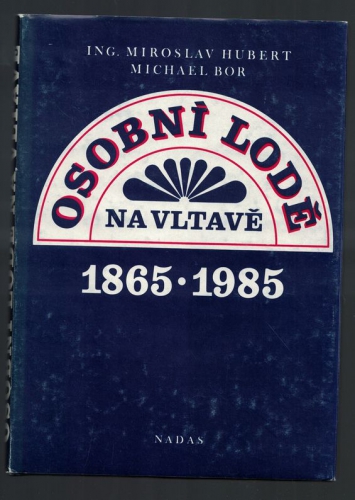 ING. MIROSLAV HUBERT
MICHAEL BOR
OSOBNÍ LODĚ
NA VLTAVĚ
1865 · 1985
NADAS